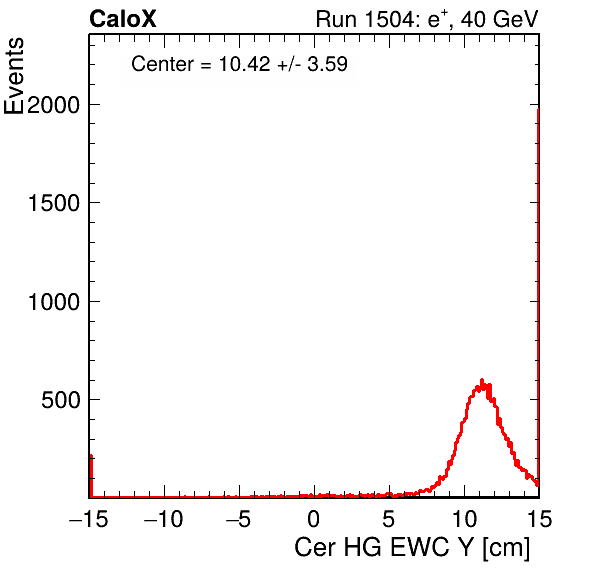 CaloX
Run 1504: e⁺, 40 GeV
Center = 10.42 +/- 3.59
Events
2000
1500
1000
500
−15
−10
−5
0
5
10
15
Cer HG EWC Y [cm]